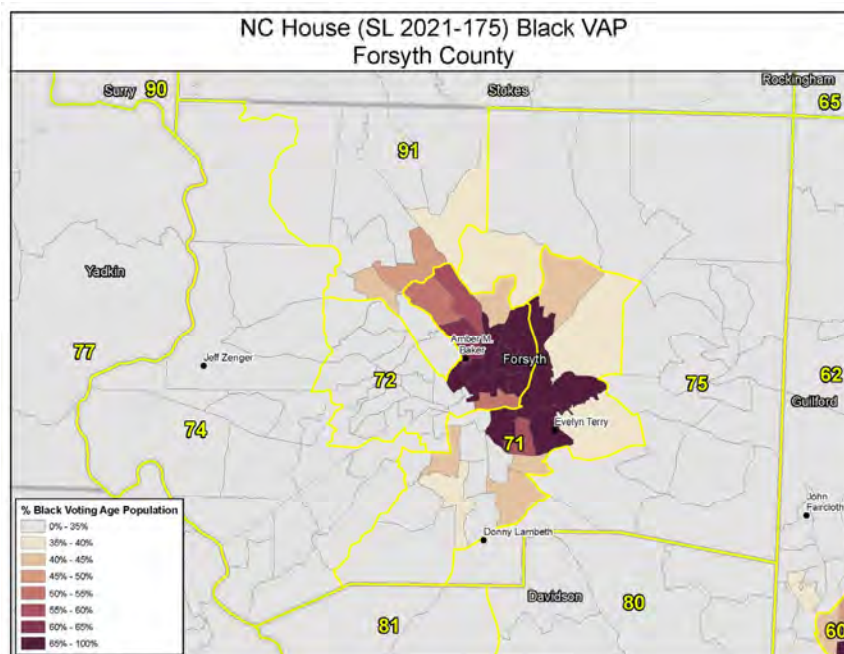 NC House (SL 2021-175) Black VAP
Forsyth County
Surry
90
Stokes
Rockingham
65
91
Yadkin
77
Jeff Zenger
72
Amber M.
Baker
Forsyth
75
62
Guilford
74
71
Evelyn Terry
John
Faircloth
Donny Lambeth
% Black Voting Age Population
0% - 35%
35% - 40%
40% - 45%
45% - 50%
50% - 55%
55% - 60%
60% - 65%
65% - 100%
Davidson
80
81
60